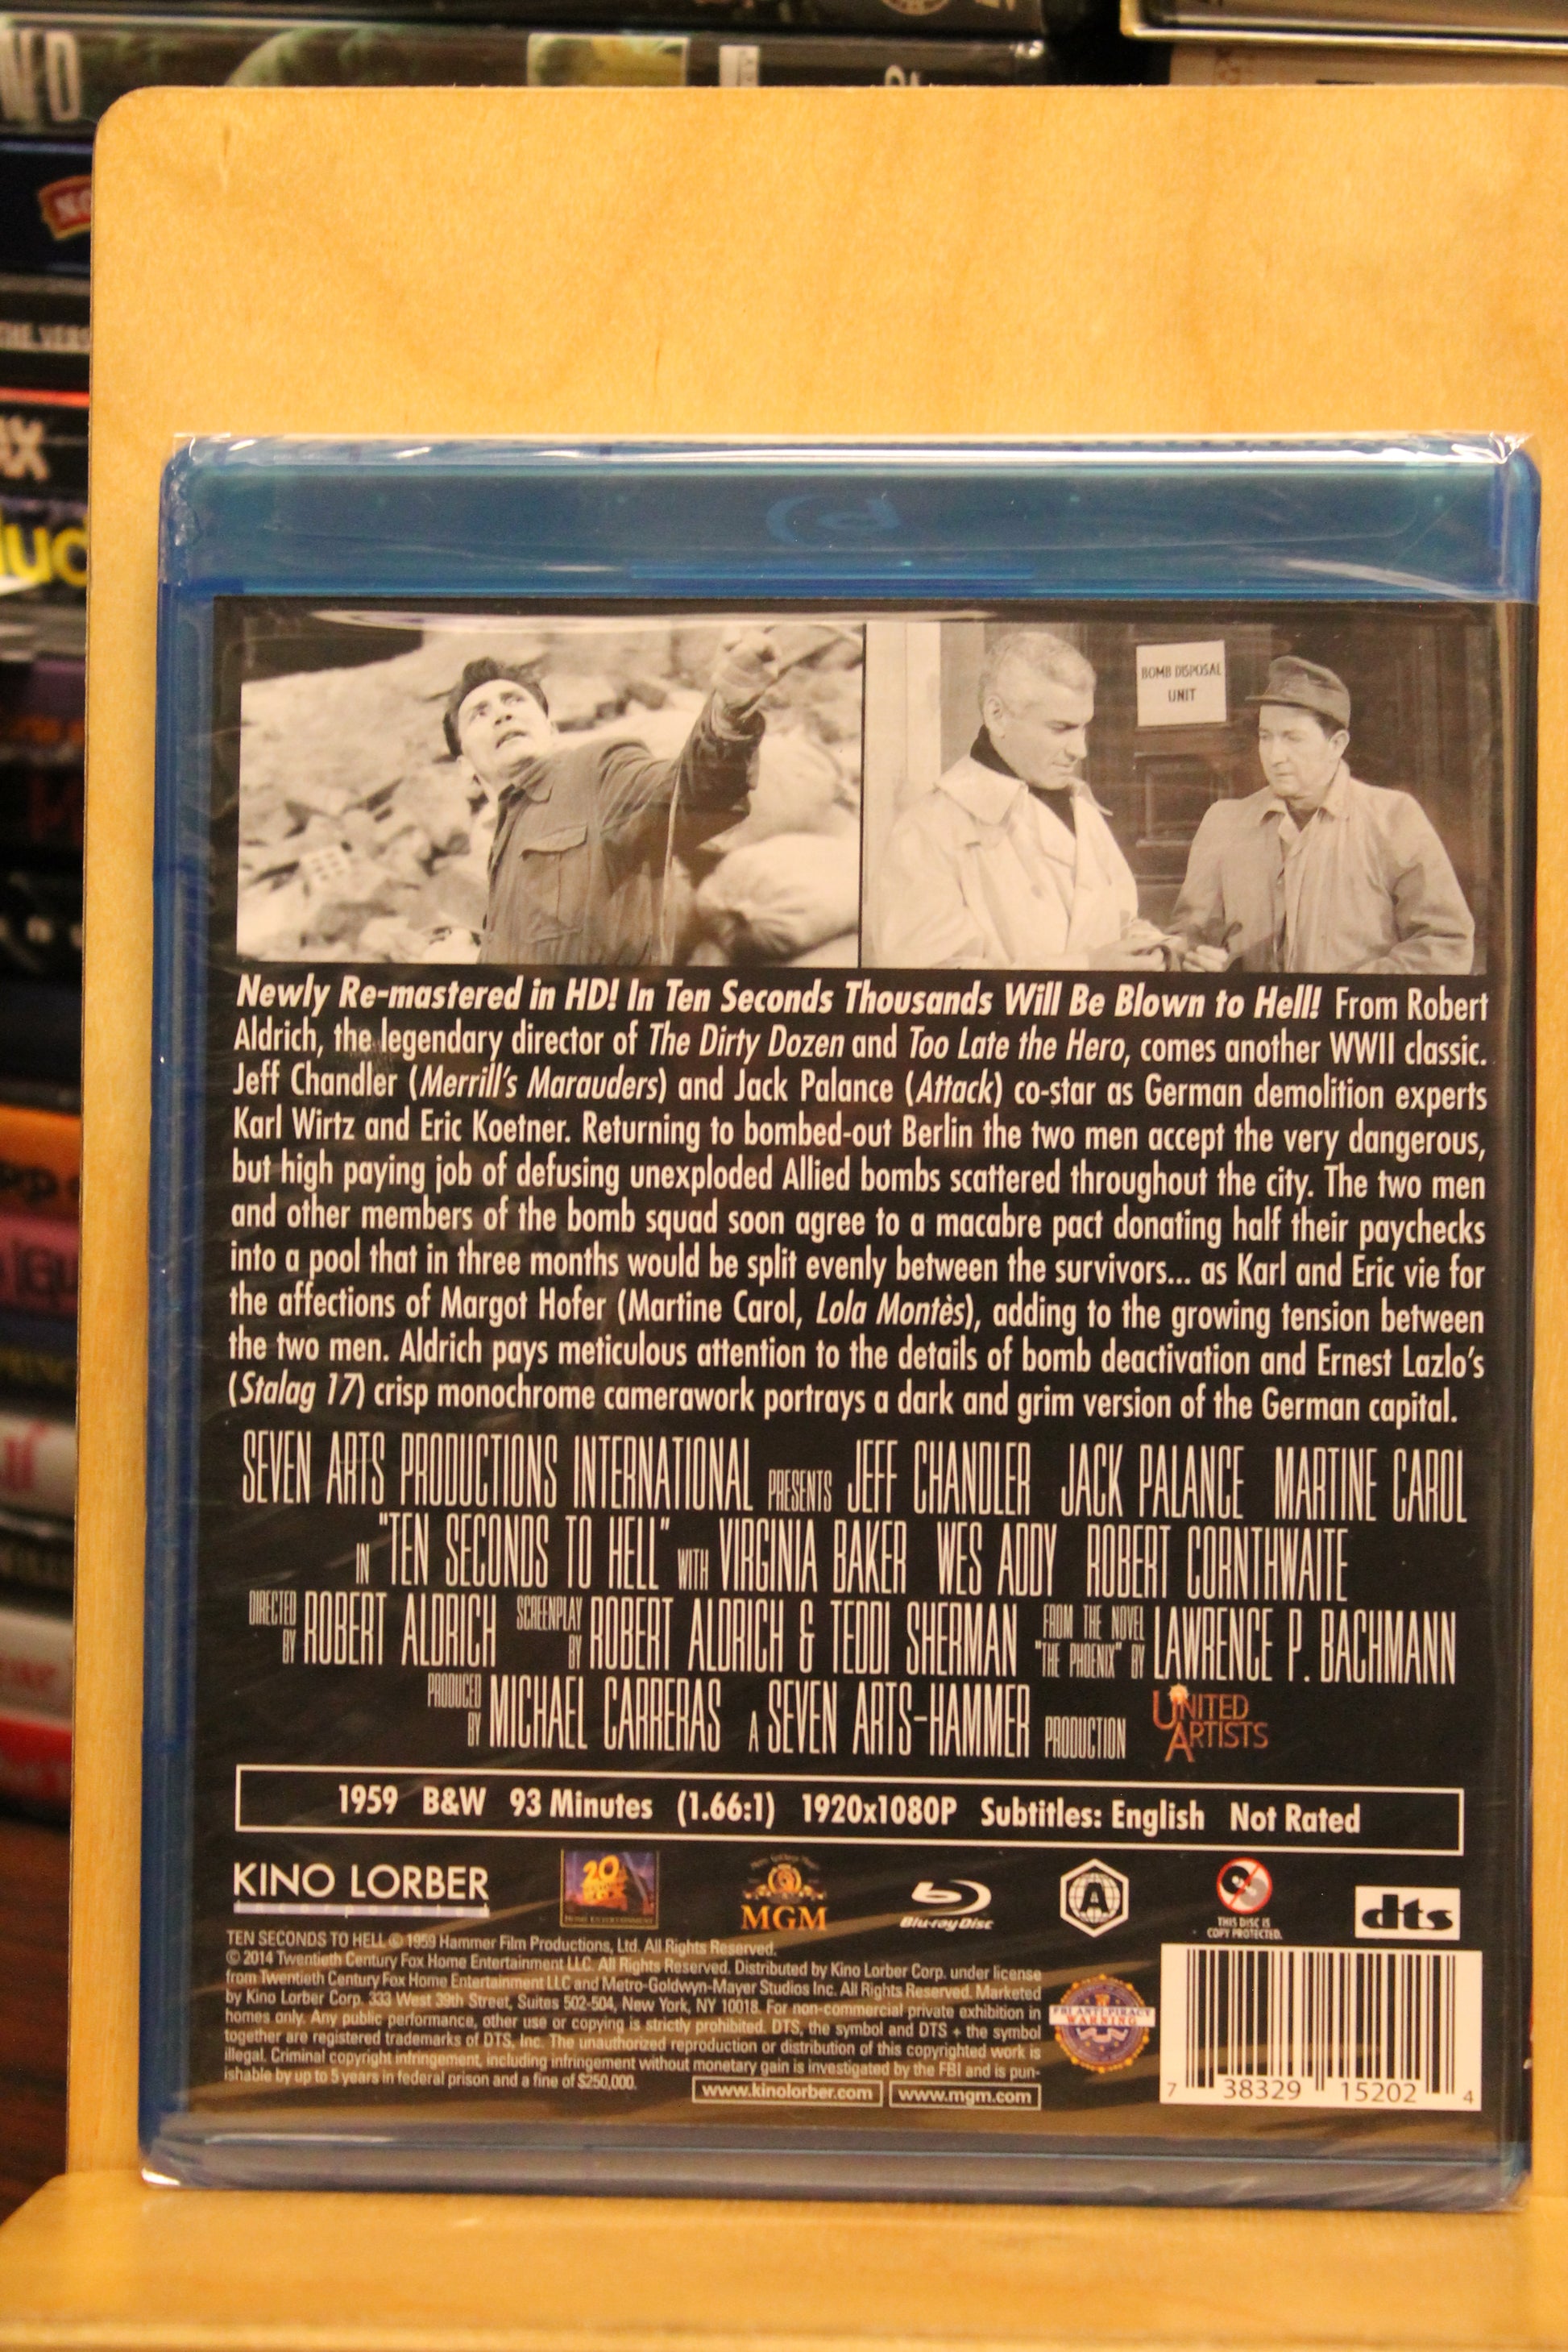 BOMB DISPOSAL
UNIT
Newly Re-mastered in HD! In Ten Seconds Thousands Will Be Blown to Hell! From Robert
Aldrich, the legendary director of The Dirty Dozen and Too Late the Hero, comes another WWII classic.
Jeff Chandler (Merrill's Marauders) and Jack Palance (Attack) co-star as German demolition experts
Karl Wirtz and Eric Koetner. Returning to bombed-out Berlin the two men accept the very dangerous,
but high paying job of defusing unexploded Allied bombs scattered throughout the city. The two men
and other members of the bomb squad soon agree to a macabre pact donating half their paychecks
into a pool that in three months would be split evenly between the survivors... as Karl and Eric vie for
the affections of Margot Hofer (Martine Carol, Lola Montès), adding to the growing tension between
the two men. Aldrich pays meticulous attention to the details of bomb deactivation and Ernest Lazlo's
(Stalag 17) crisp monochrome camerawork portrays a dark and grim version of the German capital.
SEVEN ARTS PRODUCTIONS INTERNATIONAL PRESENTS JEFF CHANDLER JACK PALANCE MARTINE CAROL
IN "TEN SECONDS TO HELL" WITH VIRGINIA BAKER WES ADDY ROBERT CORNTHWAITE
DIRECTED BY ROBERT ALDRICH SCREENPLAY BY ROBERT ALDRICH & TEDDI SHERMAN FROM THE NOVEL "THE PHOENIX" BY LAWRENCE P. BACHMANN
PRODUCED BY MICHAEL CARRERAS A SEVEN ARTS-HAMMER PRODUCTION UNITED ARTISTS
1959 B&W 93 Minutes (1.66:1) 1920x1080P Subtitles: English Not Rated
KINO LORBER
incorporated
20
HOME ENTERTAINMENT
MGM
Blu-ray Disc
A
THIS DISC IS
COPY PROTECTED.
dts
TEN SECONDS TO HELL © 1959 Hammer Film Productions, Ltd. All Rights Reserved.
© 2014 Twentieth Century Fox Home Entertainment LLC. All Rights Reserved. Distributed by Kino Lorber Corp. under license
from Twentieth Century Fox Home Entertainment LLC and Metro-Goldwyn-Mayer Studios Inc. All Rights Reserved. Marketed
by Kino Lorber Corp. 333 West 39th Street, Suites 502-504, New York, NY 10018. For non-commercial private exhibition in
homes only. Any public performance, other use or copying is strictly prohibited. DTS, the symbol and DTS + the symbol
together are registered trademarks of DTS, Inc. The unauthorized reproduction or distribution of this copyrighted work is
illegal. Criminal copyright infringement, including infringement without monetary gain is investigated by the FBI and is pun-
ishable by up to 5 years in federal prison and a fine of $250,000.
www.kinolorber.com www.mgm.com
FBI ANTI-PIRACY
WARNING
7 38329 15202 4